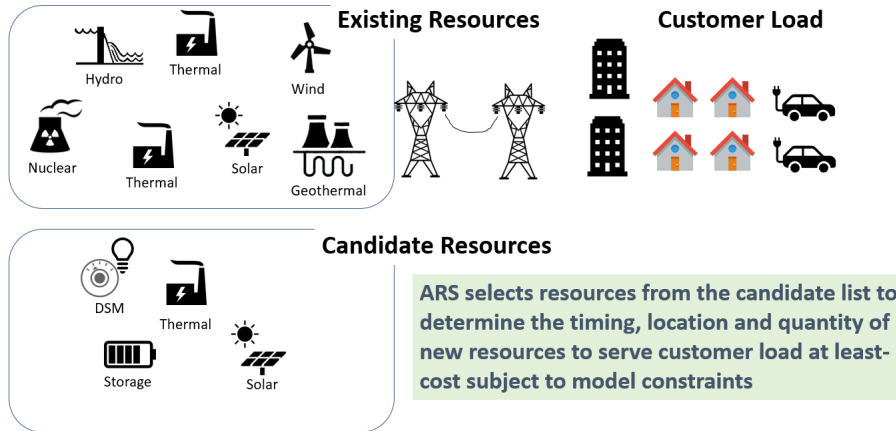 Existing Resources
Customer Load
Hydro
Thermal
Wind
Nuclear
Thermal
Solar
Geothermal
Candidate Resources
DSM
Thermal
Storage
Solar
ARS selects resources from the candidate list to
determine the timing, location and quantity of
new resources to serve customer load at least-
cost subject to model constraints